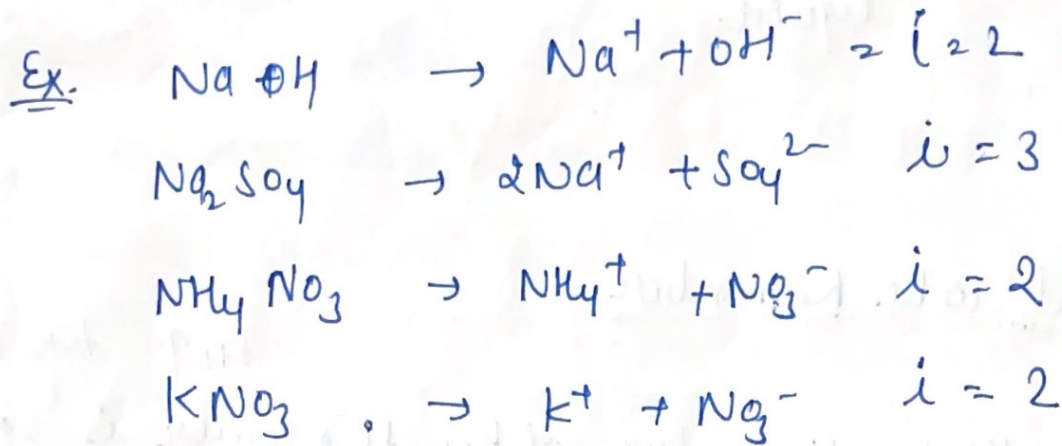 Ex. NaOH → Na⁺ + OH⁻ = i = 2
Na₂SO₄ → 2Na⁺ + SO₄²⁻ i = 3
NH₄NO₃ → NH₄⁺ + NO₃⁻ i = 2
KNO₃ → K⁺ + NO₃⁻ i = 2